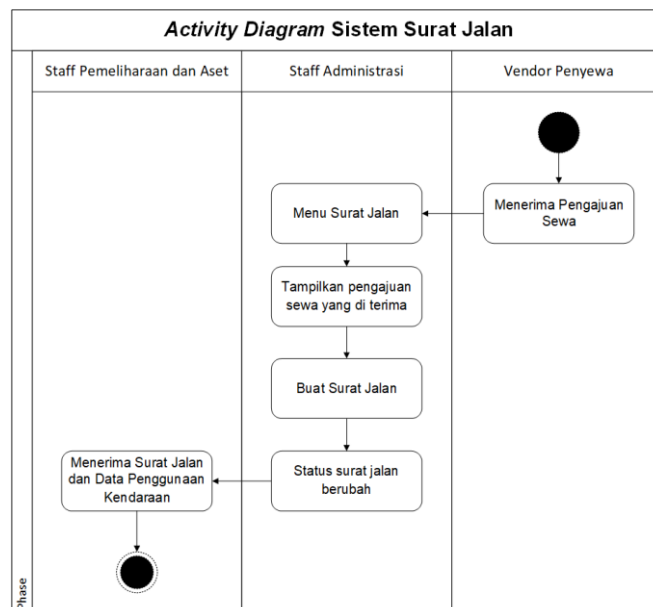 Activity Diagram Sistem Surat Jalan
Staff Pemeliharaan dan Aset
Staff Administrasi
Vendor Penyewa
Menerima Pengajuan
Sewa
Menu Surat Jalan
Tampilkan pengajuan
sewa yang di terima
Buat Surat Jalan
Status surat jalan
berubah
Menerima Surat Jalan
dan Data Penggunaan
Kendaraan
Phase